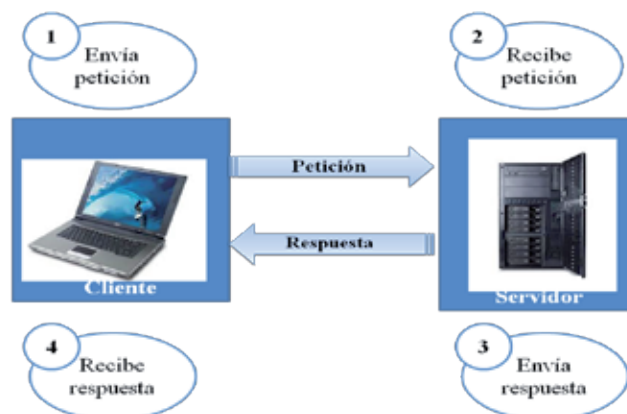 1
Envía
petición
2
Recibe
petición
Petición
Respuesta
Cliente
Servidor
4
Recibe
respuesta
3
Envía
respuesta